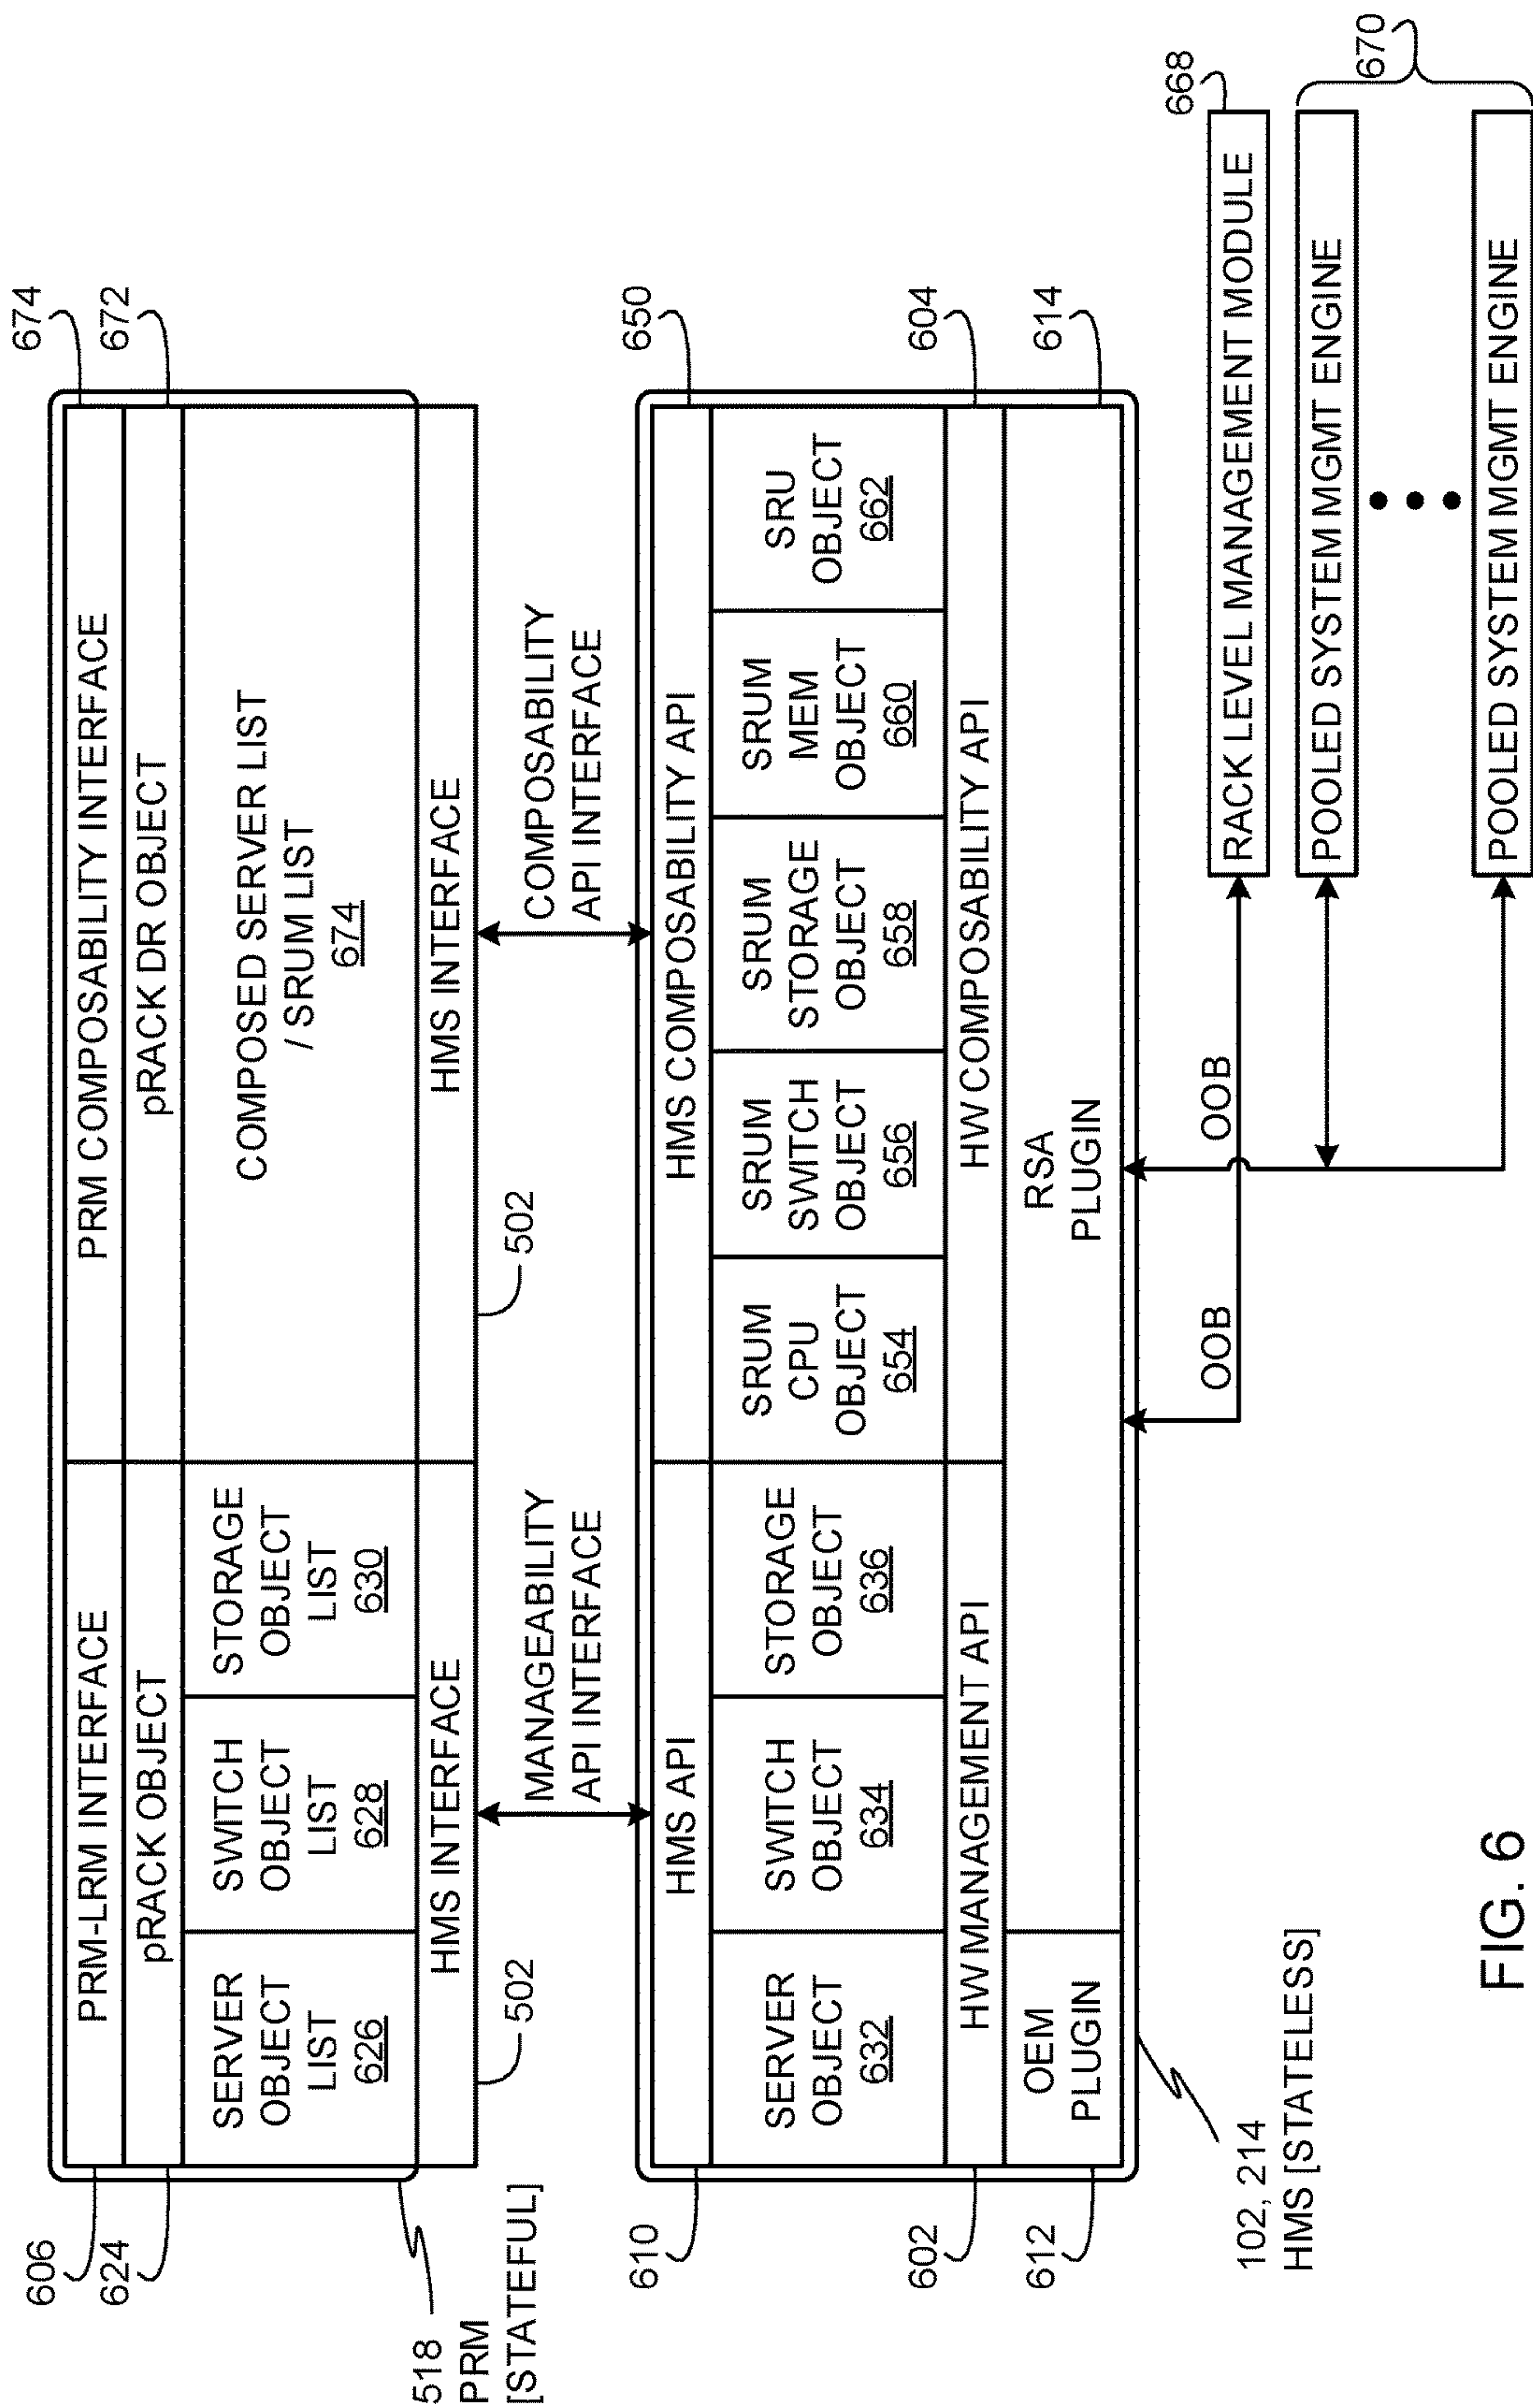 606
PRM-LRM INTERFACE
PRM COMPOSABILITY INTERFACE
674
624
pRACK OBJECT
pRACK DR OBJECT
672
SERVER
OBJECT
LIST
626
SWITCH
OBJECT
LIST
628
STORAGE
OBJECT
LIST
630
COMPOSED SERVER LIST
/ SRUM LIST
674
HMS INTERFACE
HMS INTERFACE
518
PRM
[STATEFUL]
502
502
MANAGEABILITY
API INTERFACE
COMPOSABILITY
API INTERFACE
610
HMS API
HMS COMPOSABILITY API
650
SERVER
OBJECT
632
SWITCH
OBJECT
634
STORAGE
OBJECT
636
SRUM
CPU
OBJECT
654
SRUM
SWITCH
OBJECT
656
SRUM
STORAGE
OBJECT
658
SRUM
MEM
OBJECT
660
SRU
OBJECT
662
602
HW MANAGEMENT API
HW COMPOSABILITY API
604
612
OEM
PLUGIN
RSA
PLUGIN
614
102, 214
HMS [STATELESS]
OOB
OOB
RACK LEVEL MANAGEMENT MODULE
668
POOLED SYSTEM MGMT ENGINE
670
POOLED SYSTEM MGMT ENGINE
FIG. 6